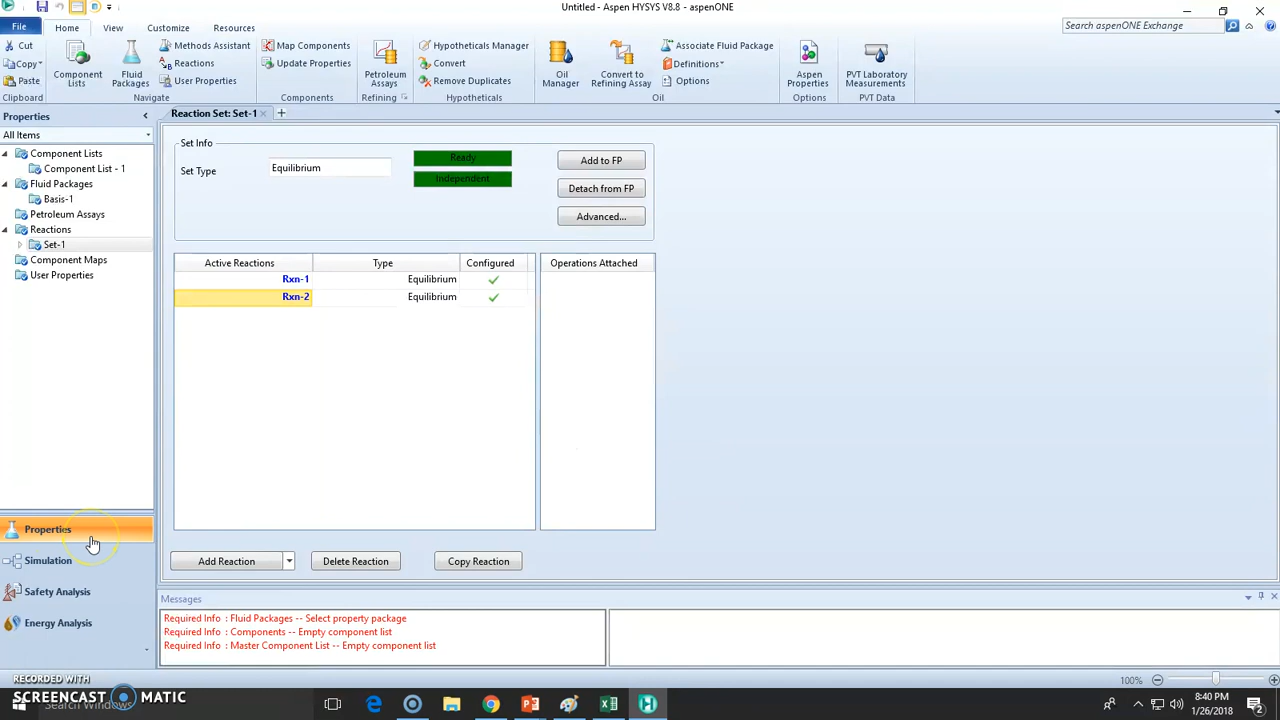 Untitled - Aspen HYSYS V8.8 - aspenONE
File
Home
View
Customize
Resources
Search aspenONE Exchange
Cut
Copy
Paste
Clipboard
Component Lists
Fluid Packages
Methods Assistant
Reactions
User Properties
Navigate
Map Components
Update Properties
Components
Petroleum Assays
Refining
Hypotheticals Manager
Convert
Remove Duplicates
Hypotheticals
Oil Manager
Convert to Refining Assay
Associate Fluid Package
Definitions
Options
Oil
Aspen Properties
Options
PVT Laboratory Measurements
PVT Data
Properties
All Items
Component Lists
Component List - 1
Fluid Packages
Basis-1
Petroleum Assays
Reactions
Set-1
Component Maps
User Properties
Properties
Simulation
Safety Analysis
Energy Analysis
Reaction Set: Set-1
Set Info
Set Type
Equilibrium
Ready
Independent
Add to FP
Detach from FP
Advanced...
Active Reactions
Type
Configured
Operations Attached
Rxn-1
Equilibrium
Rxn-2
Equilibrium
Add Reaction
Delete Reaction
Copy Reaction
Messages
Required Info : Fluid Packages -- Select property package
Required Info : Components -- Empty component list
Required Info : Master Component List -- Empty component list
100%
RECORDED WITH
SCREENCAST MATIC
Search Windows
8:40 PM
1/26/2018